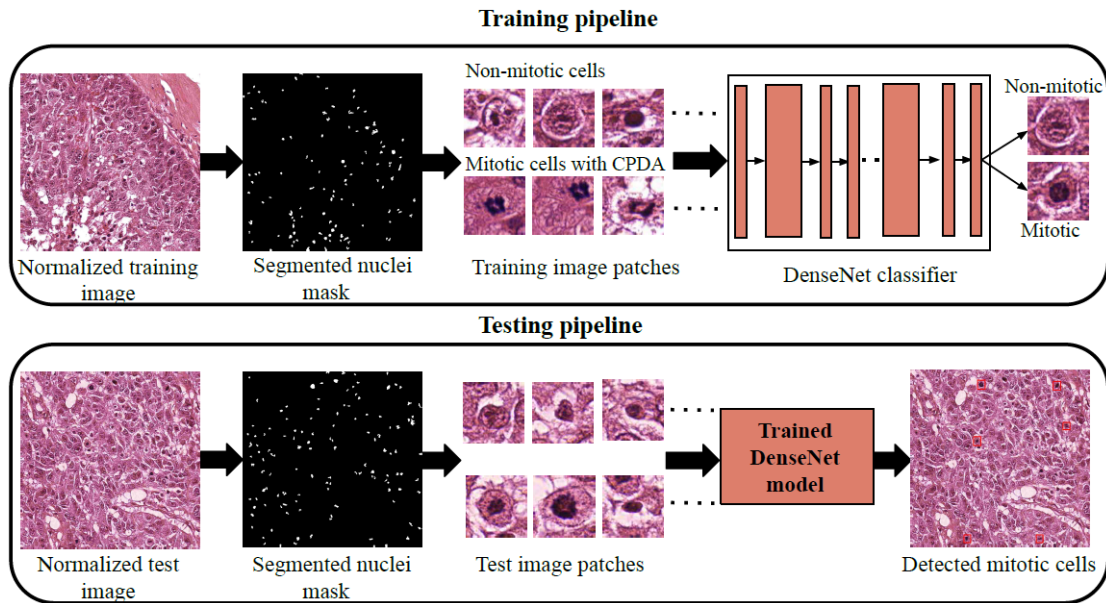 Training pipeline
Non-mitotic cells
Mitotic cells with CPDA
Non-mitotic
Mitotic
Normalized training
image
Segmented nuclei
mask
Training image patches
DenseNet classifier
Testing pipeline
Trained
DenseNet
model
Normalized test
image
Segmented nuclei
mask
Test image patches
Detected mitotic cells